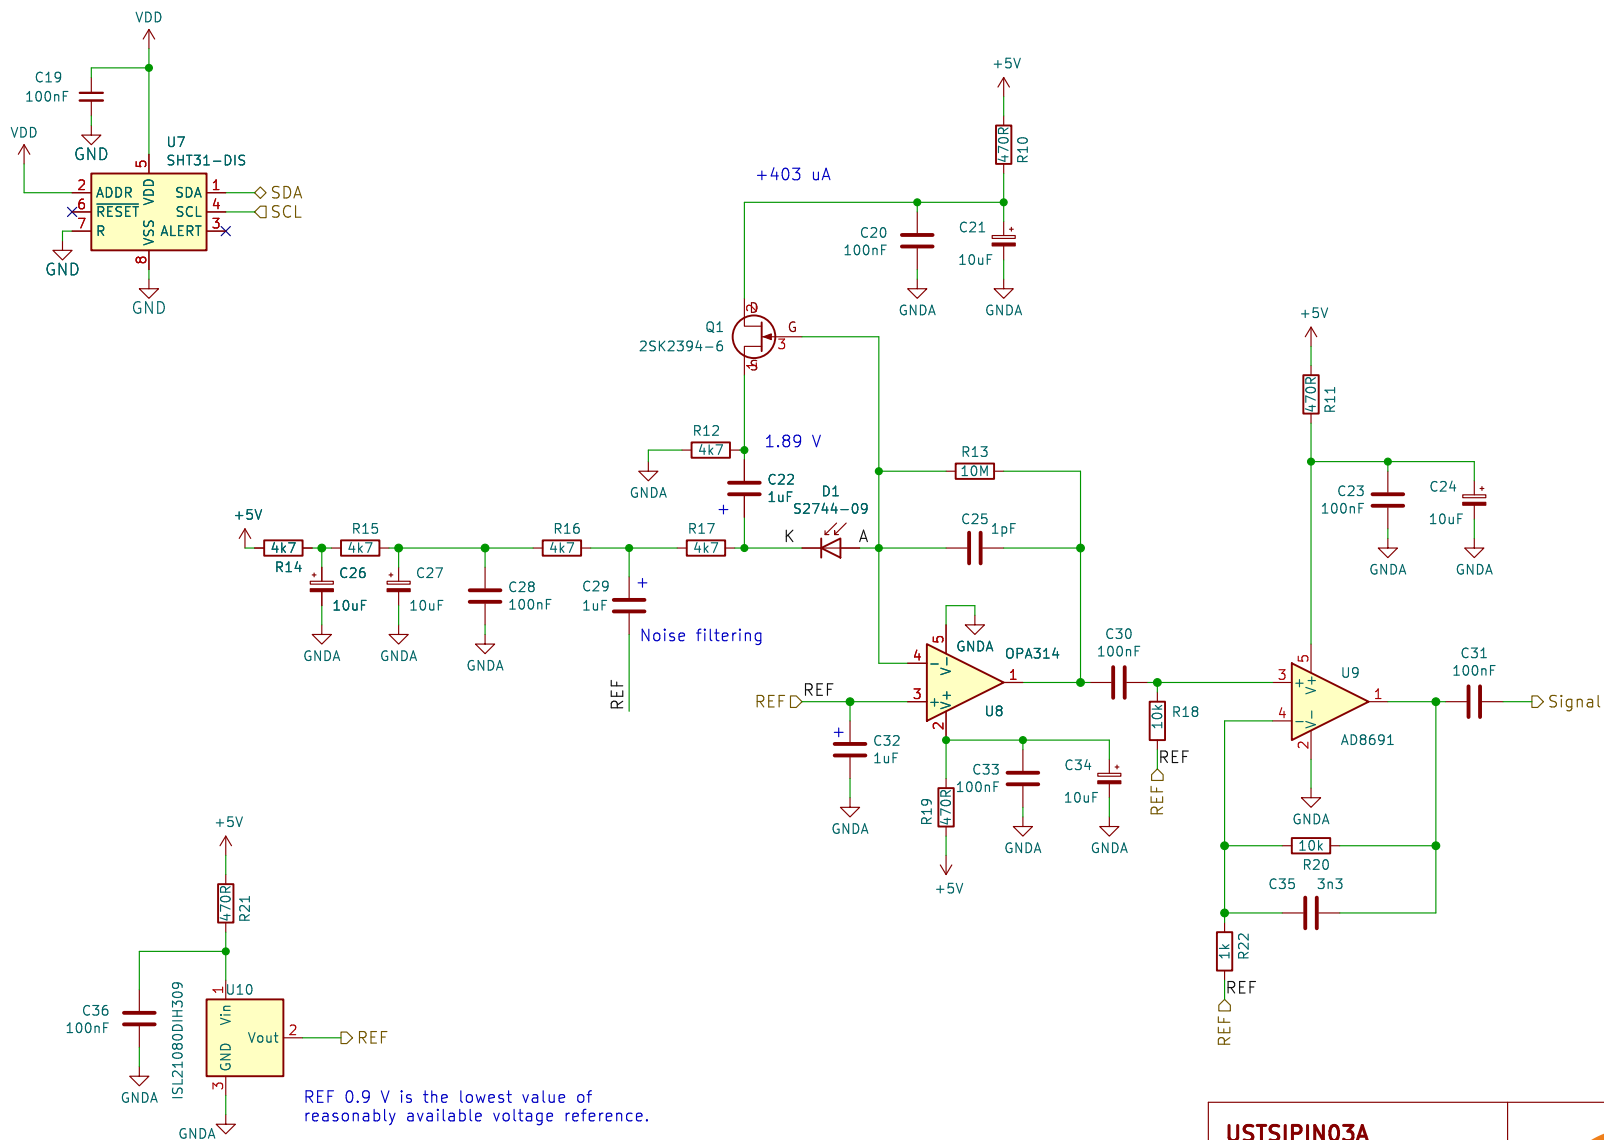 VDD
C19
100nF
GND
VDD
U7
SHT31-DIS
5
VDD
2
ADDR
SDA
1
SDA
6
RESET
SCL
4
SCL
7
R
ALERT
3
VSS
8
GND
GND
+5V
470R
R10
+403 uA
C20
100nF
C21
+
10uF
GNDA
GNDA
Q1
2SK2394-6
D
2
G
3
S
1
R12
4k7
1.89 V
GNDA
C22
1uF
+
D1
S2744-09
K
A
R13
10M
C25
1pF
+5V
4k7
R14
R15
4k7
R16
4k7
R17
4k7
+
C26
10uF
+
C27
10uF
C28
100nF
C29
1uF
+
GNDA
GNDA
GNDA
Noise filtering
REF
+5V
470R
R11
C23
100nF
C24
+
10uF
GNDA
GNDA
GNDA
OPA314
4
-
5
V-
1
3
+
V+
2
U8
REF
REF
+
C32
1uF
GNDA
C30
100nF
10k
R18
REF
REF
C33
100nF
C34
+
10uF
GNDA
GNDA
R19
470R
+5V
3
+
5
V+
U9
1
4
-
V-
2
AD8691
GNDA
C31
100nF
Signal
10k
R20
C35
3n3
1k
R22
REF
REF
+5V
470R
R21
C36
100nF
GNDA
ISL21080DIH309
1
U10
Vin
Vout
2
REF
GND
3
GNDA
REF 0.9 V is the lowest value of
reasonably available voltage reference.
USTSIPIN03A